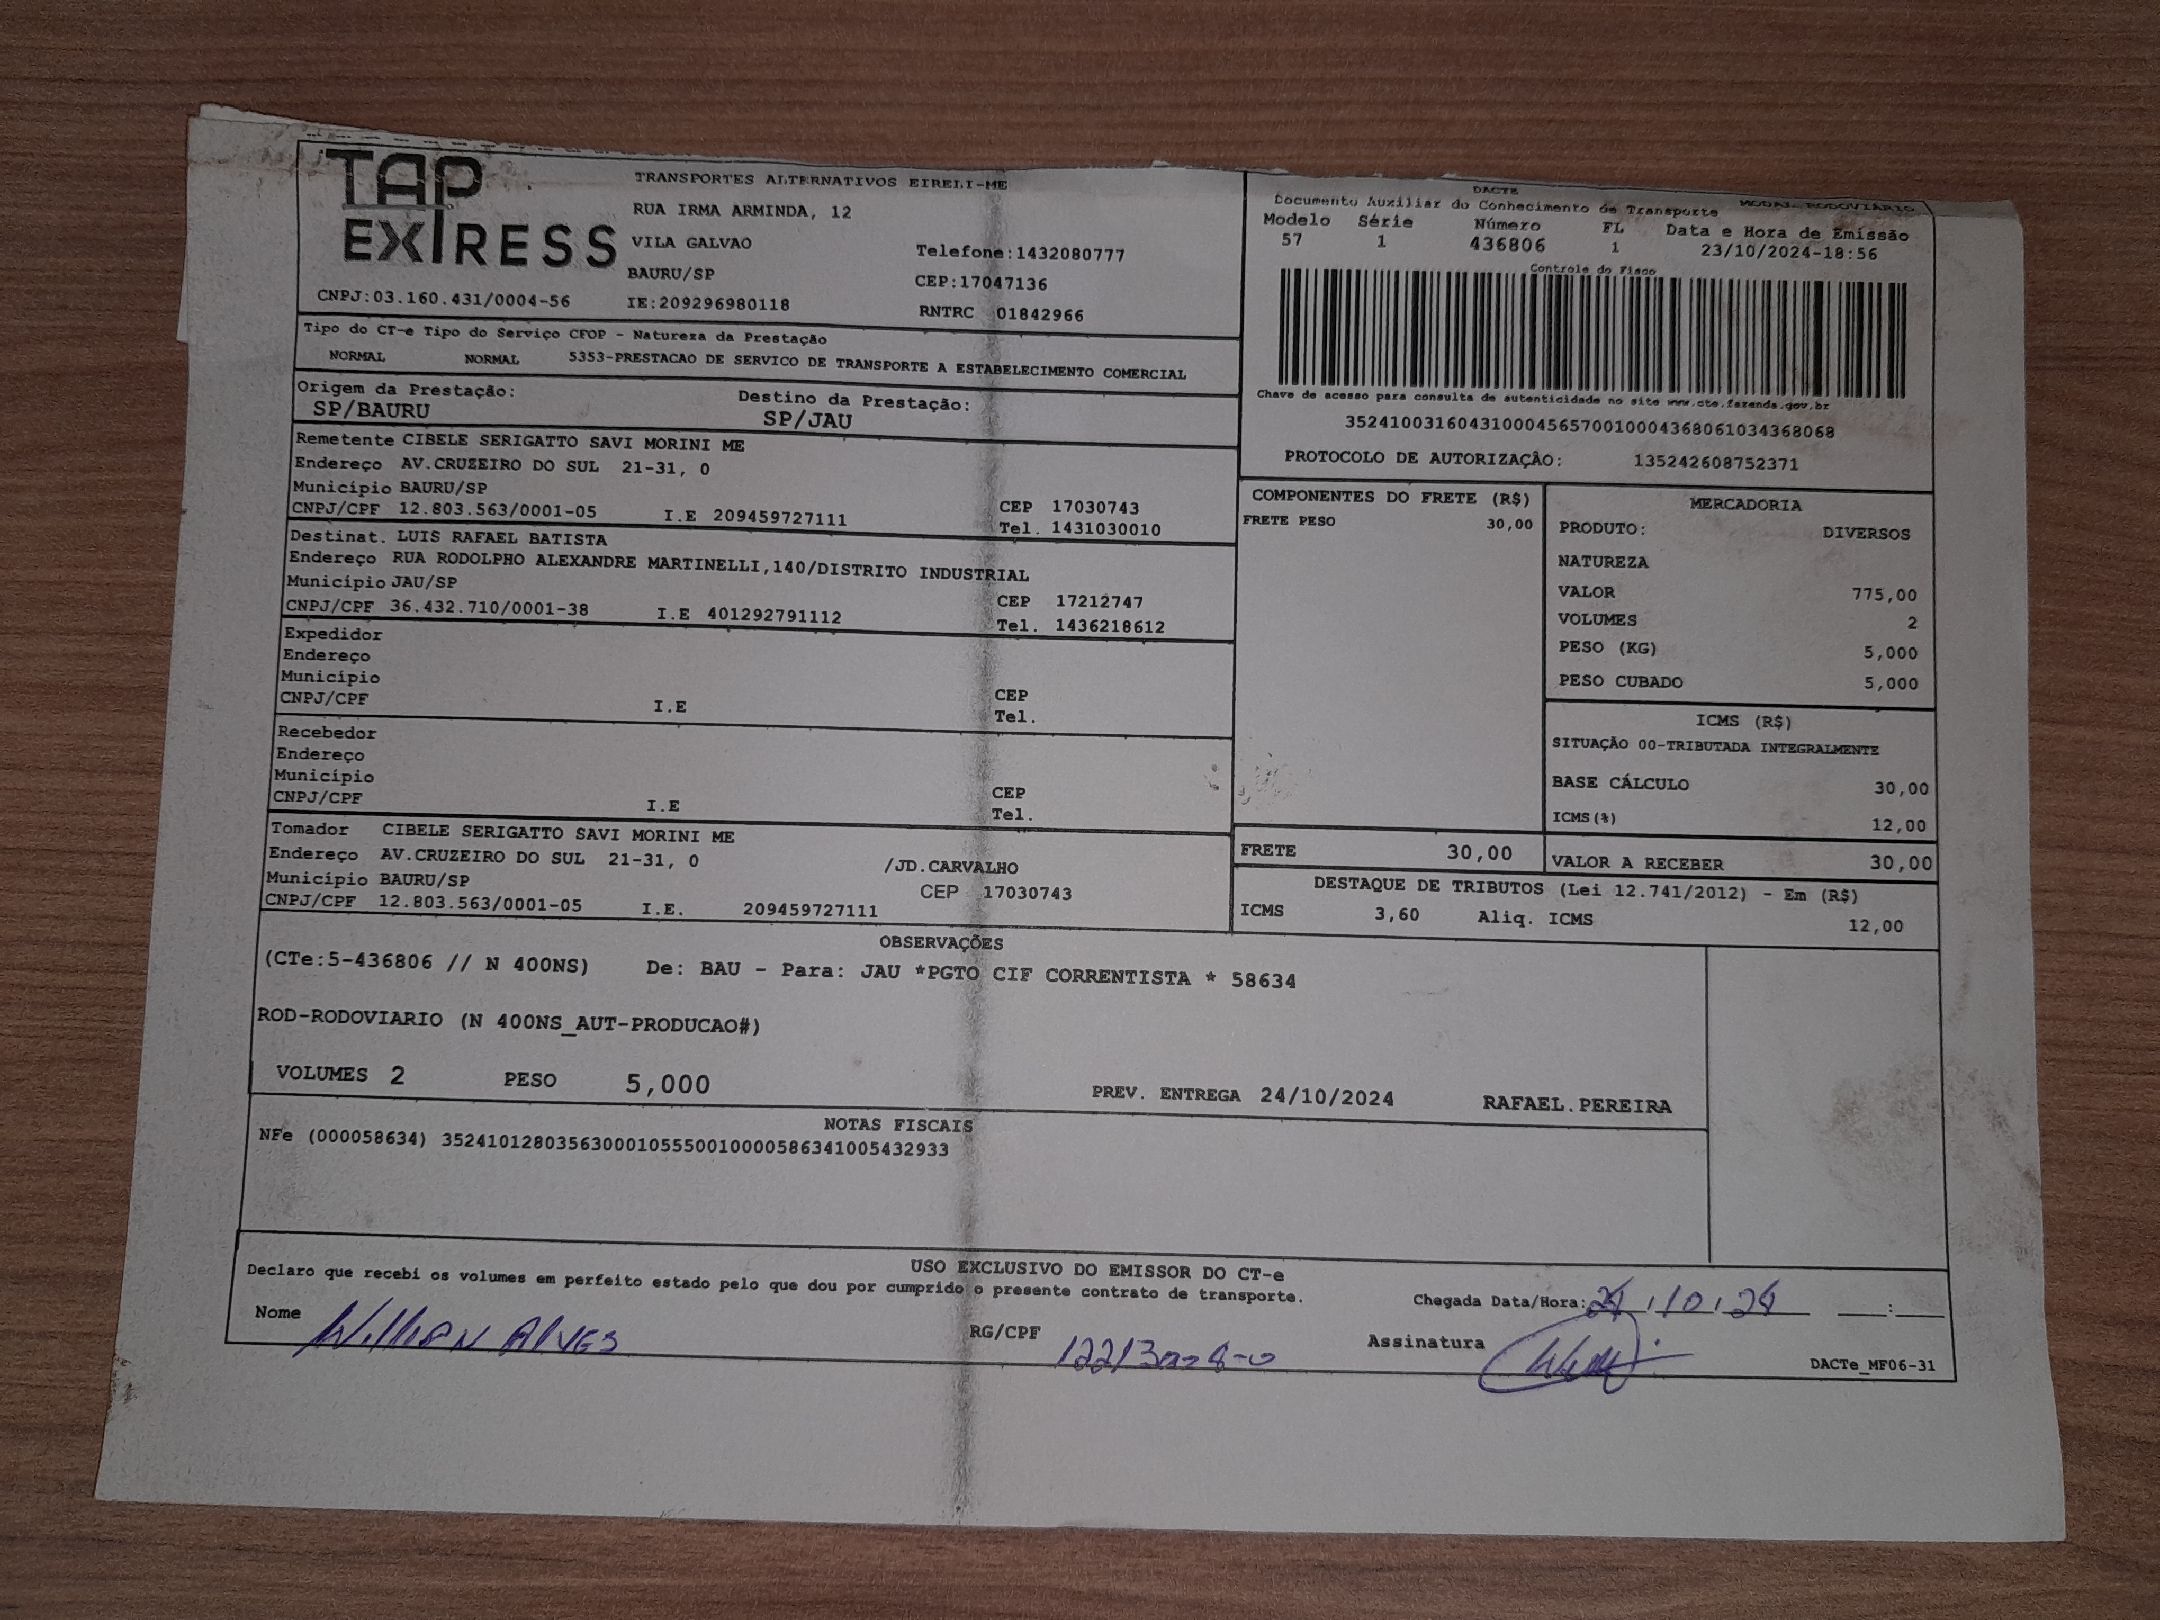 TAP
EXPRESS
TRANSPORTES ALTERNATIVOS EIRELI-ME
RUA IRMA ARMINDA, 12
VILA GALVAO
Telefone:1432080777
BAURU/SP
CEP:17047136
CNPJ:03.160.431/0004-56
IE:209296980118
RNTRC 01842966
DACTE
Documento Auxiliar do Conhecimento de Transporte MODAL RODOVIÁRIO
Modelo Série Número FL Data e Hora de Emissão
57 1 436806 1 23/10/2024-18:56
Controle do Fisco
Chave de acesso para consulta de autenticidade no site www.cte.fazenda.gov.br
35241003160431000456570010004368061034368068
PROTOCOLO DE AUTORIZAÇÃO: 135242608752371
Tipo do CT-e Tipo do Serviço CFOP - Natureza da Prestação
NORMAL NORMAL 5353-PRESTACAO DE SERVICO DE TRANSPORTE A ESTABELECIMENTO COMERCIAL
Origem da Prestação: Destino da Prestação:
SP/BAURU SP/JAU
Remetente CIBELE SERIGATTO SAVI MORINI ME
Endereço AV.CRUZEIRO DO SUL 21-31, 0
Município BAURU/SP CEP 17030743
CNPJ/CPF 12.803.563/0001-05 I.E 209459727111 Tel. 1431030010
Destinat. LUIS RAFAEL BATISTA
Endereço RUA RODOLPHO ALEXANDRE MARTINELLI,140/DISTRITO INDUSTRIAL
Município JAU/SP CEP 17212747
CNPJ/CPF 36.432.710/0001-38 I.E 401292791112 Tel. 1436218612
Expedidor
Endereço
Município CEP
CNPJ/CPF I.E Tel.
Recebedor
Endereço
Município CEP
CNPJ/CPF I.E Tel.
Tomador CIBELE SERIGATTO SAVI MORINI ME
Endereço AV.CRUZEIRO DO SUL 21-31, 0 /JD.CARVALHO
Município BAURU/SP CEP 17030743
CNPJ/CPF 12.803.563/0001-05 I.E. 209459727111
COMPONENTES DO FRETE (R$)
FRETE PESO 30,00
FRETE 30,00
MERCADORIA
PRODUTO: DIVERSOS
NATUREZA
VALOR 775,00
VOLUMES 2
PESO (KG) 5,000
PESO CUBADO 5,000
ICMS (R$)
SITUAÇÃO 00-TRIBUTADA INTEGRALMENTE
BASE CÁLCULO 30,00
ICMS(%) 12,00
VALOR A RECEBER 30,00
DESTAQUE DE TRIBUTOS (Lei 12.741/2012) - Em (R$)
ICMS 3,60 Aliq. ICMS 12,00
OBSERVAÇÕES
(CTe:5-436806 // N 400NS) De: BAU - Para: JAU *PGTO CIF CORRENTISTA * 58634
ROD-RODOVIARIO (N 400NS_AUT-PRODUCAO#)
VOLUMES 2 PESO 5,000 PREV. ENTREGA 24/10/2024 RAFAEL.PEREIRA
NOTAS FISCAIS
NFe (000058634) 35241012803563000105550010000586341005432933
USO EXCLUSIVO DO EMISSOR DO CT-e
Declaro que recebi os volumes em perfeito estado pelo que dou por cumprido o presente contrato de transporte.
Chegada Data/Hora: 24.10.24 __:__
Nome Willian Alves RG/CPF Assinatura
DACTe_MF06-31